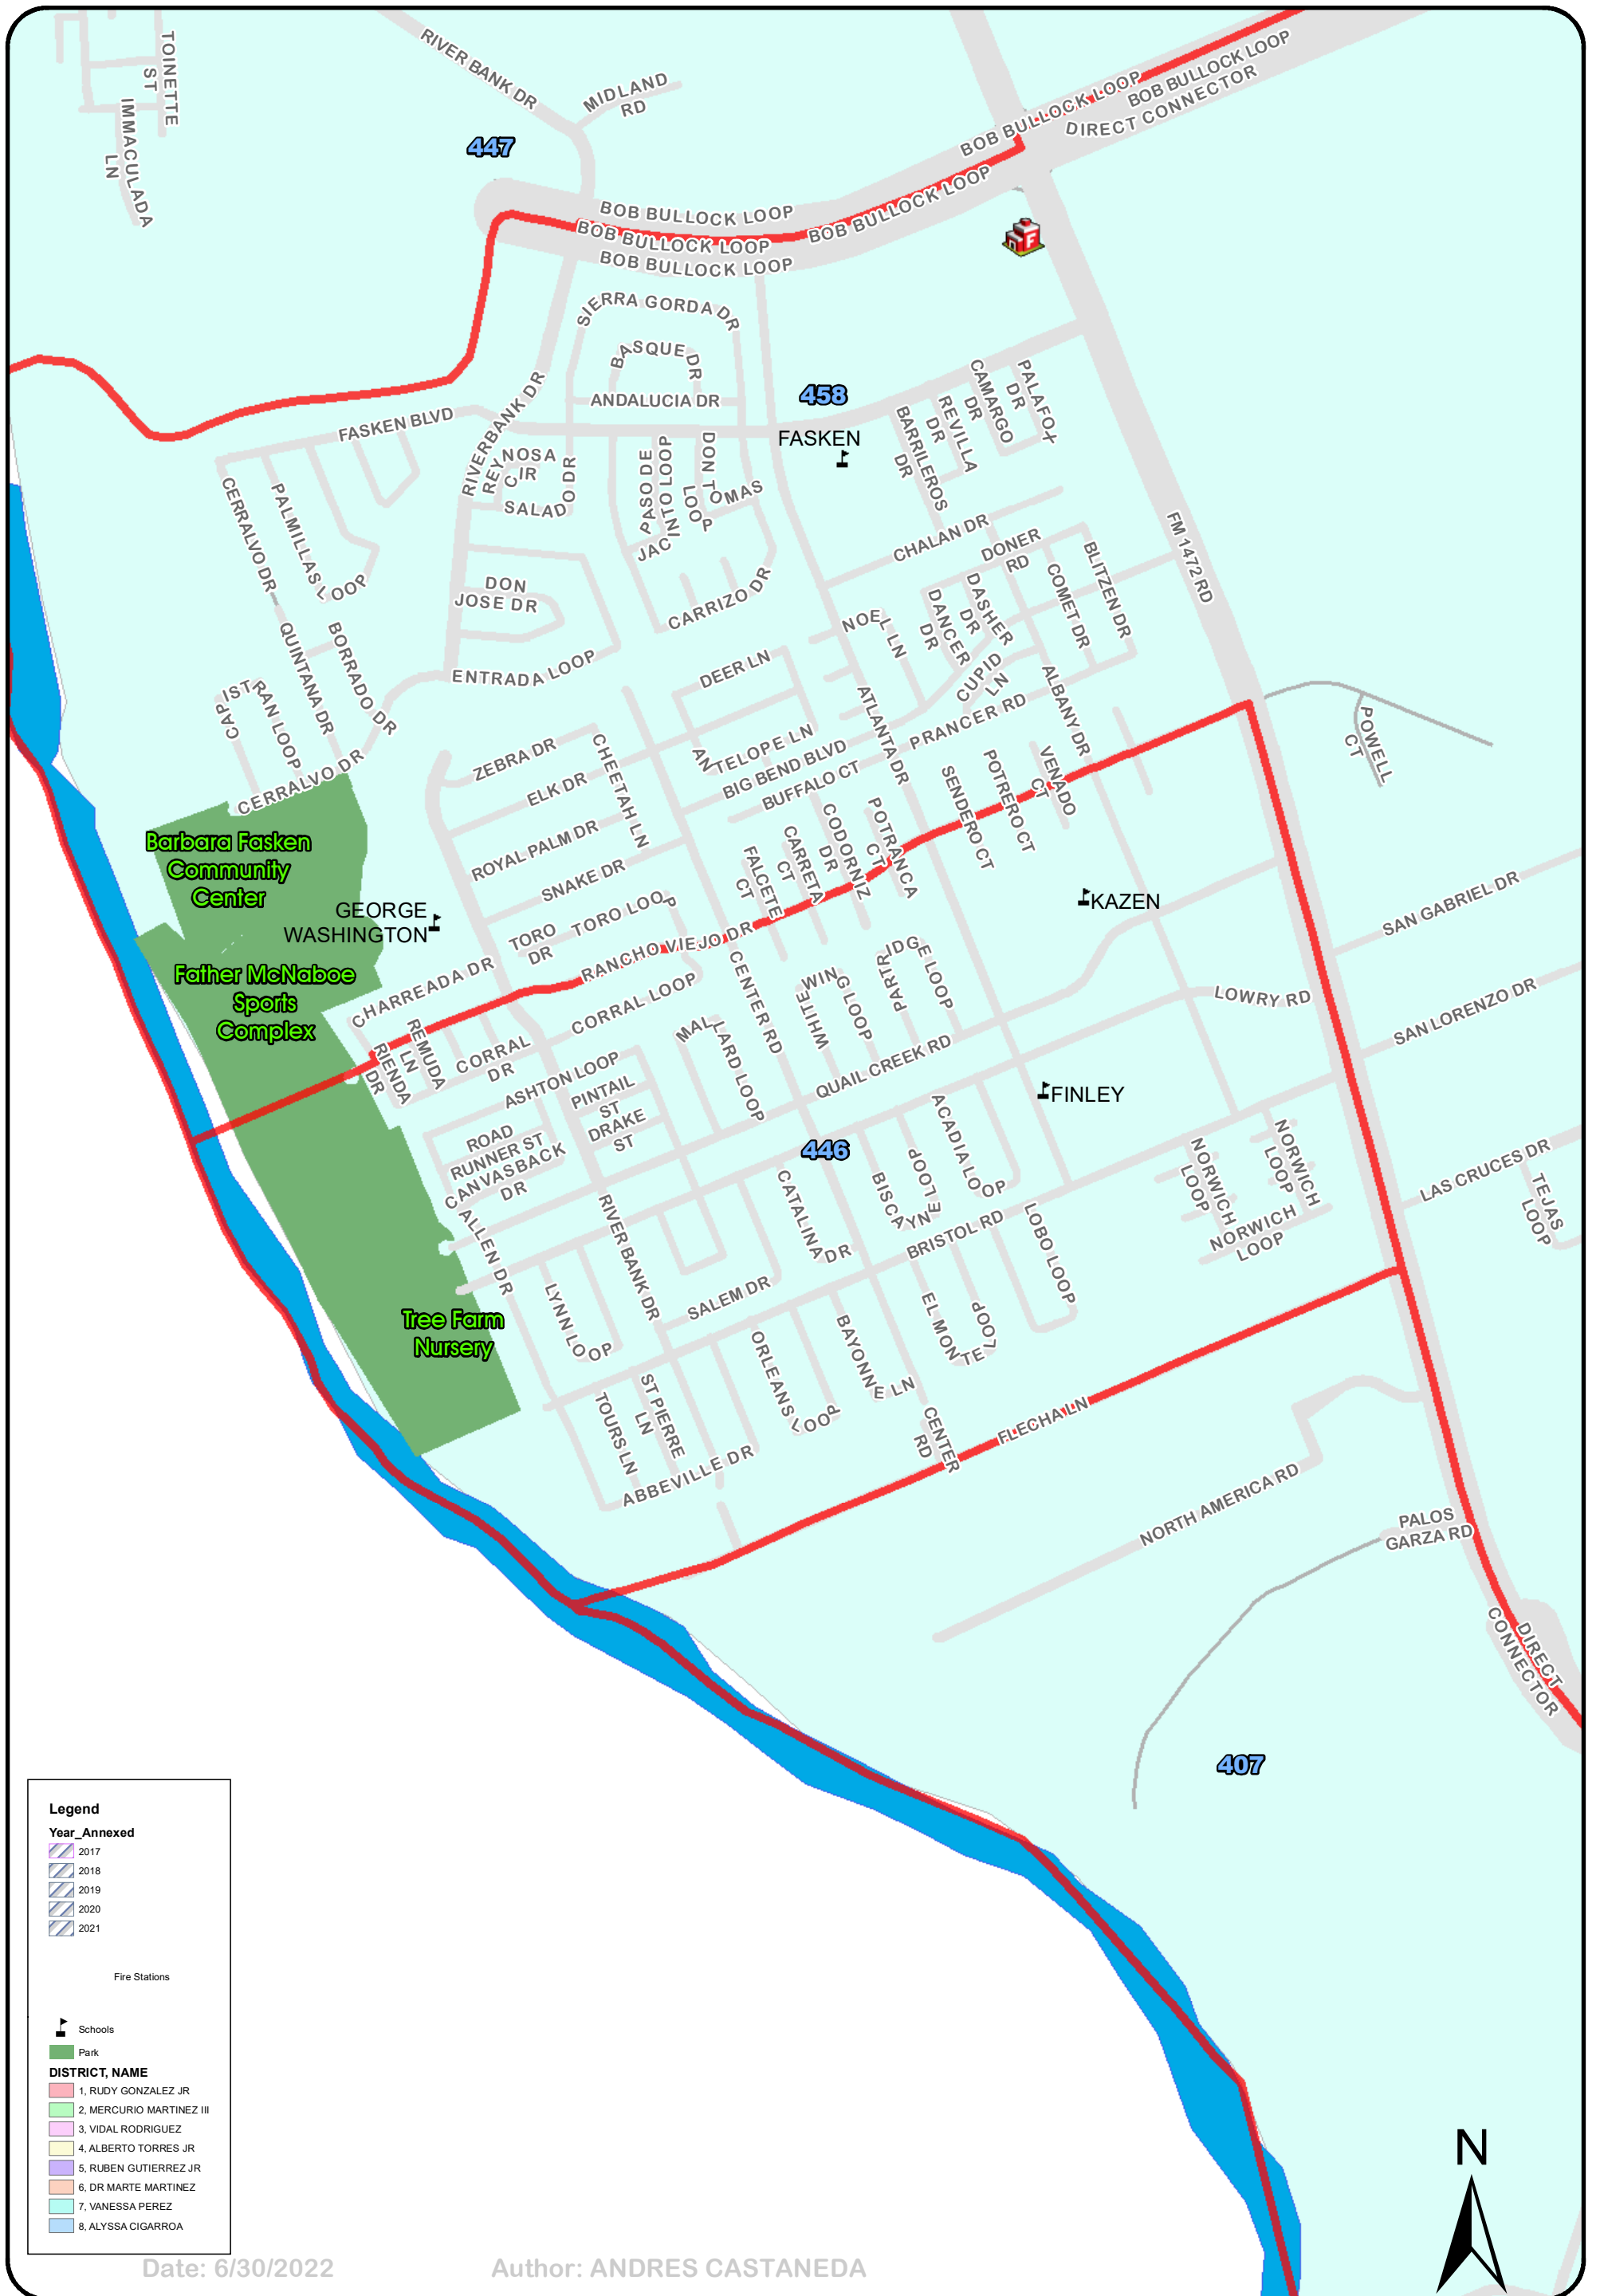 TOINETTE
ST
IMMACULADA
LN
RIVER BANK DR
MIDLAND
RD
447
BOB BULLOCK LOOP
BOB BULLOCK LOOP
DIRECT CONNECTOR
BOB BULLOCK LOOP
BOB BULLOCK LOOP
BOB BULLOCK LOOP
BOB BULLOCK LOOP
F
SIERRA GORDA DR
BASQUE DR
ANDALUCIA DR
458
FASKEN
FASKEN BLVD
RIVERBANK DR
REYNOSA
CIR
SALADO DR
PASO DE
JACINTO LOOP
DON TOMAS
LOOP
BARRILEROS
DR
REVILLA
DR
CAMARGO
DR
PALAFOX
DR
CERRALVO DR
PALMILLAS LOOP
DON
JOSE DR
CARRIZO DR
CHALAN DR
DONER
RD
BLITZEN DR
COMET DR
DASHER
DR
DANCER
DR
CUPID
LN
NOEL LN
FM 1472 RD
QUINTANA DR
BORRADO DR
ENTRADA LOOP
DEER LN
CAPISTRAN LOOP
CERRALVO DR
ZEBRA DR
ELK DR
CHEETAH LN
ANTELOPE LN
BIG BEND BLVD
BUFFALO CT
ATLANTA DR
PRANCER RD
ALBANY DR
VENADO
CT
POTRERO CT
SENDERO CT
POTRANCA
CT
CODORNIZ
DR
CARRETA
CT
FALCETE
CT
POWELL
CT
ROYAL PALM DR
SNAKE DR
TORO LOOP
TORO
DR
RANCHO VIEJO DR
Barbara Fasken
Community
Center
GEORGE
WASHINGTON
Father McNaboe
Sports
Complex
KAZEN
SAN GABRIEL DR
SAN LORENZO DR
LOWRY RD
CHARREADA DR
REMUDA
LN
RIENDA
DR
CORRAL
DR
CORRAL LOOP
CENTER RD
WHITE WING LOOP
PARTRIDGE LOOP
MALLARD LOOP
QUAIL CREEK RD
ASHTON LOOP
PINTAIL
ST
DRAKE
ST
ROAD
RUNNER ST
CANVASBACK
DR
FINLEY
446
ACADIA LOOP
BISCAYNE LOOP
CATALINA DR
BRISTOL RD
LOBO LOOP
NORWICH
LOOP
NORWICH
LOOP
NORWICH
LOOP
LAS CRUCES DR
TEJAS
LOOP
ALLEN DR
RIVER BANK DR
LYNN LOOP
SALEM DR
EL MONTE LOOP
BAYONNE LN
ORLEANS LOOP
Tree Farm
Nursery
TOURS LN
ST PIERRE
LN
ABBEVILLE DR
CENTER
RD
FLECHA LN
NORTH AMERICA RD
PALOS
GARZA RD
DIRECT
CONNECTOR
407
Legend
Year_Annexed
2017
2018
2019
2020
2021
Fire Stations
Schools
Park
DISTRICT, NAME
1, RUDY GONZALEZ JR
2, MERCURIO MARTINEZ III
3, VIDAL RODRIGUEZ
4, ALBERTO TORRES JR
5, RUBEN GUTIERREZ JR
6, DR MARTE MARTINEZ
7, VANESSA PEREZ
8, ALYSSA CIGARROA
N
Date: 6/30/2022
Author: ANDRES CASTANEDA